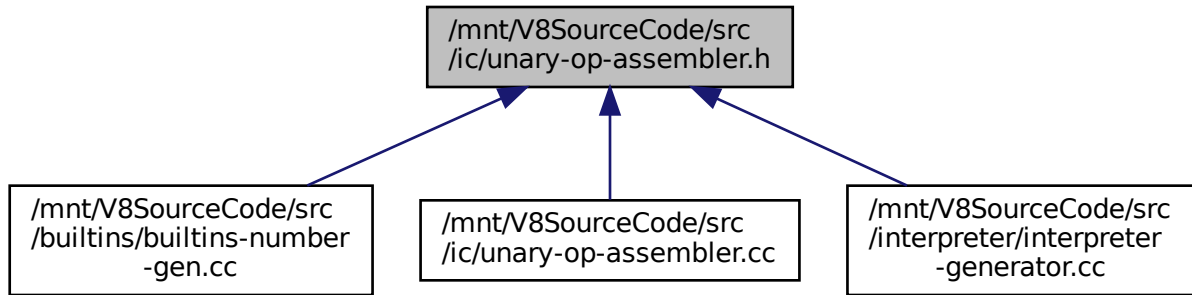 /mnt/V8SourceCode/src
/ic/unary-op-assembler.h
/mnt/V8SourceCode/src
/builtins/builtins-number
-gen.cc
/mnt/V8SourceCode/src
/ic/unary-op-assembler.cc
/mnt/V8SourceCode/src
/interpreter/interpreter
-generator.cc